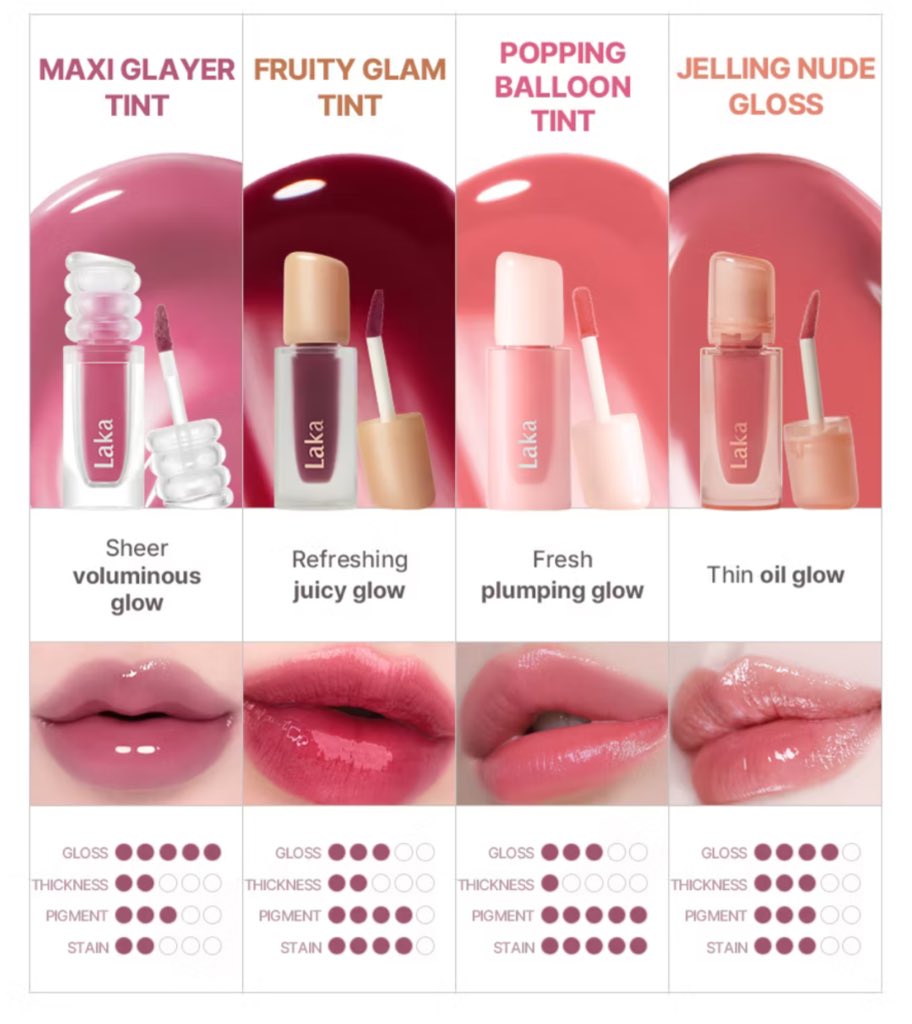 MAXI GLAYER
TINT
FRUITY GLAM
TINT
POPPING
BALLOON
TINT
JELLING NUDE
GLOSS
Laka
Laka
Laka
Laka
Sheer
voluminous
glow
Refreshing
juicy glow
Fresh
plumping glow
Thin oil glow
GLOSS
THICKNESS
PIGMENT
STAIN
GLOSS
THICKNESS
PIGMENT
STAIN
GLOSS
THICKNESS
PIGMENT
STAIN
GLOSS
THICKNESS
PIGMENT
STAIN